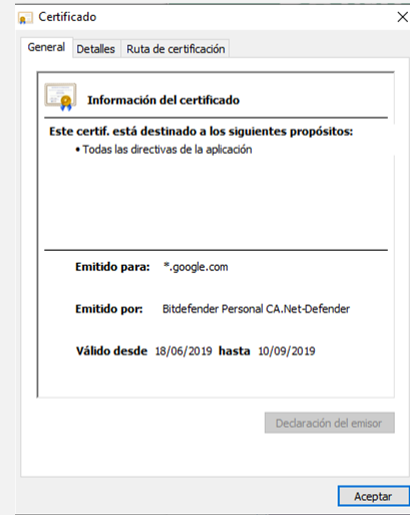 Certificado
General Detalles Ruta de certificación
Información del certificado
Este certif. está destinado a los siguientes propósitos:
• Todas las directivas de la aplicación
Emitido para: *.google.com
Emitido por: Bitdefender Personal CA.Net-Defender
Válido desde 18/06/2019 hasta 10/09/2019
Declaración del emisor
Aceptar